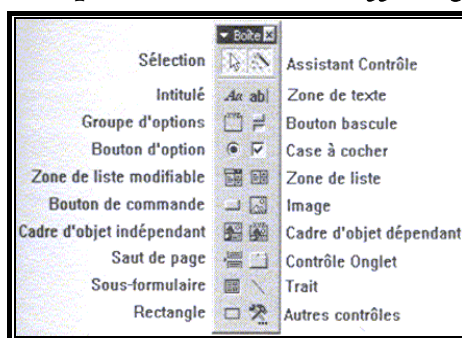 Boîte
Sélection Assistant Contrôle
Intitulé Aa ab| Zone de texte
Groupe d'options Bouton bascule
Bouton d'option Case à cocher
Zone de liste modifiable Zone de liste
Bouton de commande Image
Cadre d'objet indépendant Cadre d'objet dépendant
Saut de page Contrôle Onglet
Sous-formulaire Trait
Rectangle Autres contrôles